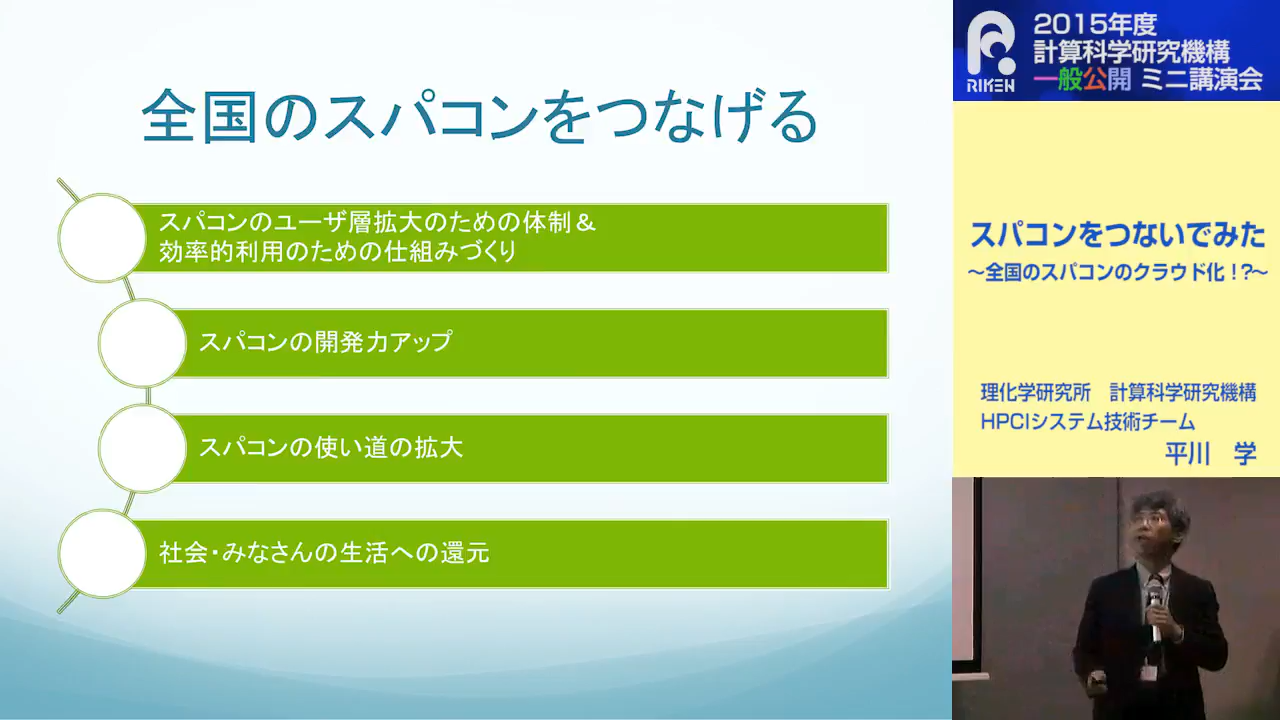 全国のスパコンをつなげる
スパコンのユーザ層拡大のための体制＆
効率的利用のための仕組みづくり
スパコンの開発力アップ
スパコンの使い道の拡大
社会・みなさんの生活への還元
RIKEN
2015年度
計算科学研究機構
一般公開 ミニ講演会
スパコンをつないでみた
～全国のスパコンのクラウド化！？～
理化学研究所　計算科学研究機構
HPCIシステム技術チーム
平川　学